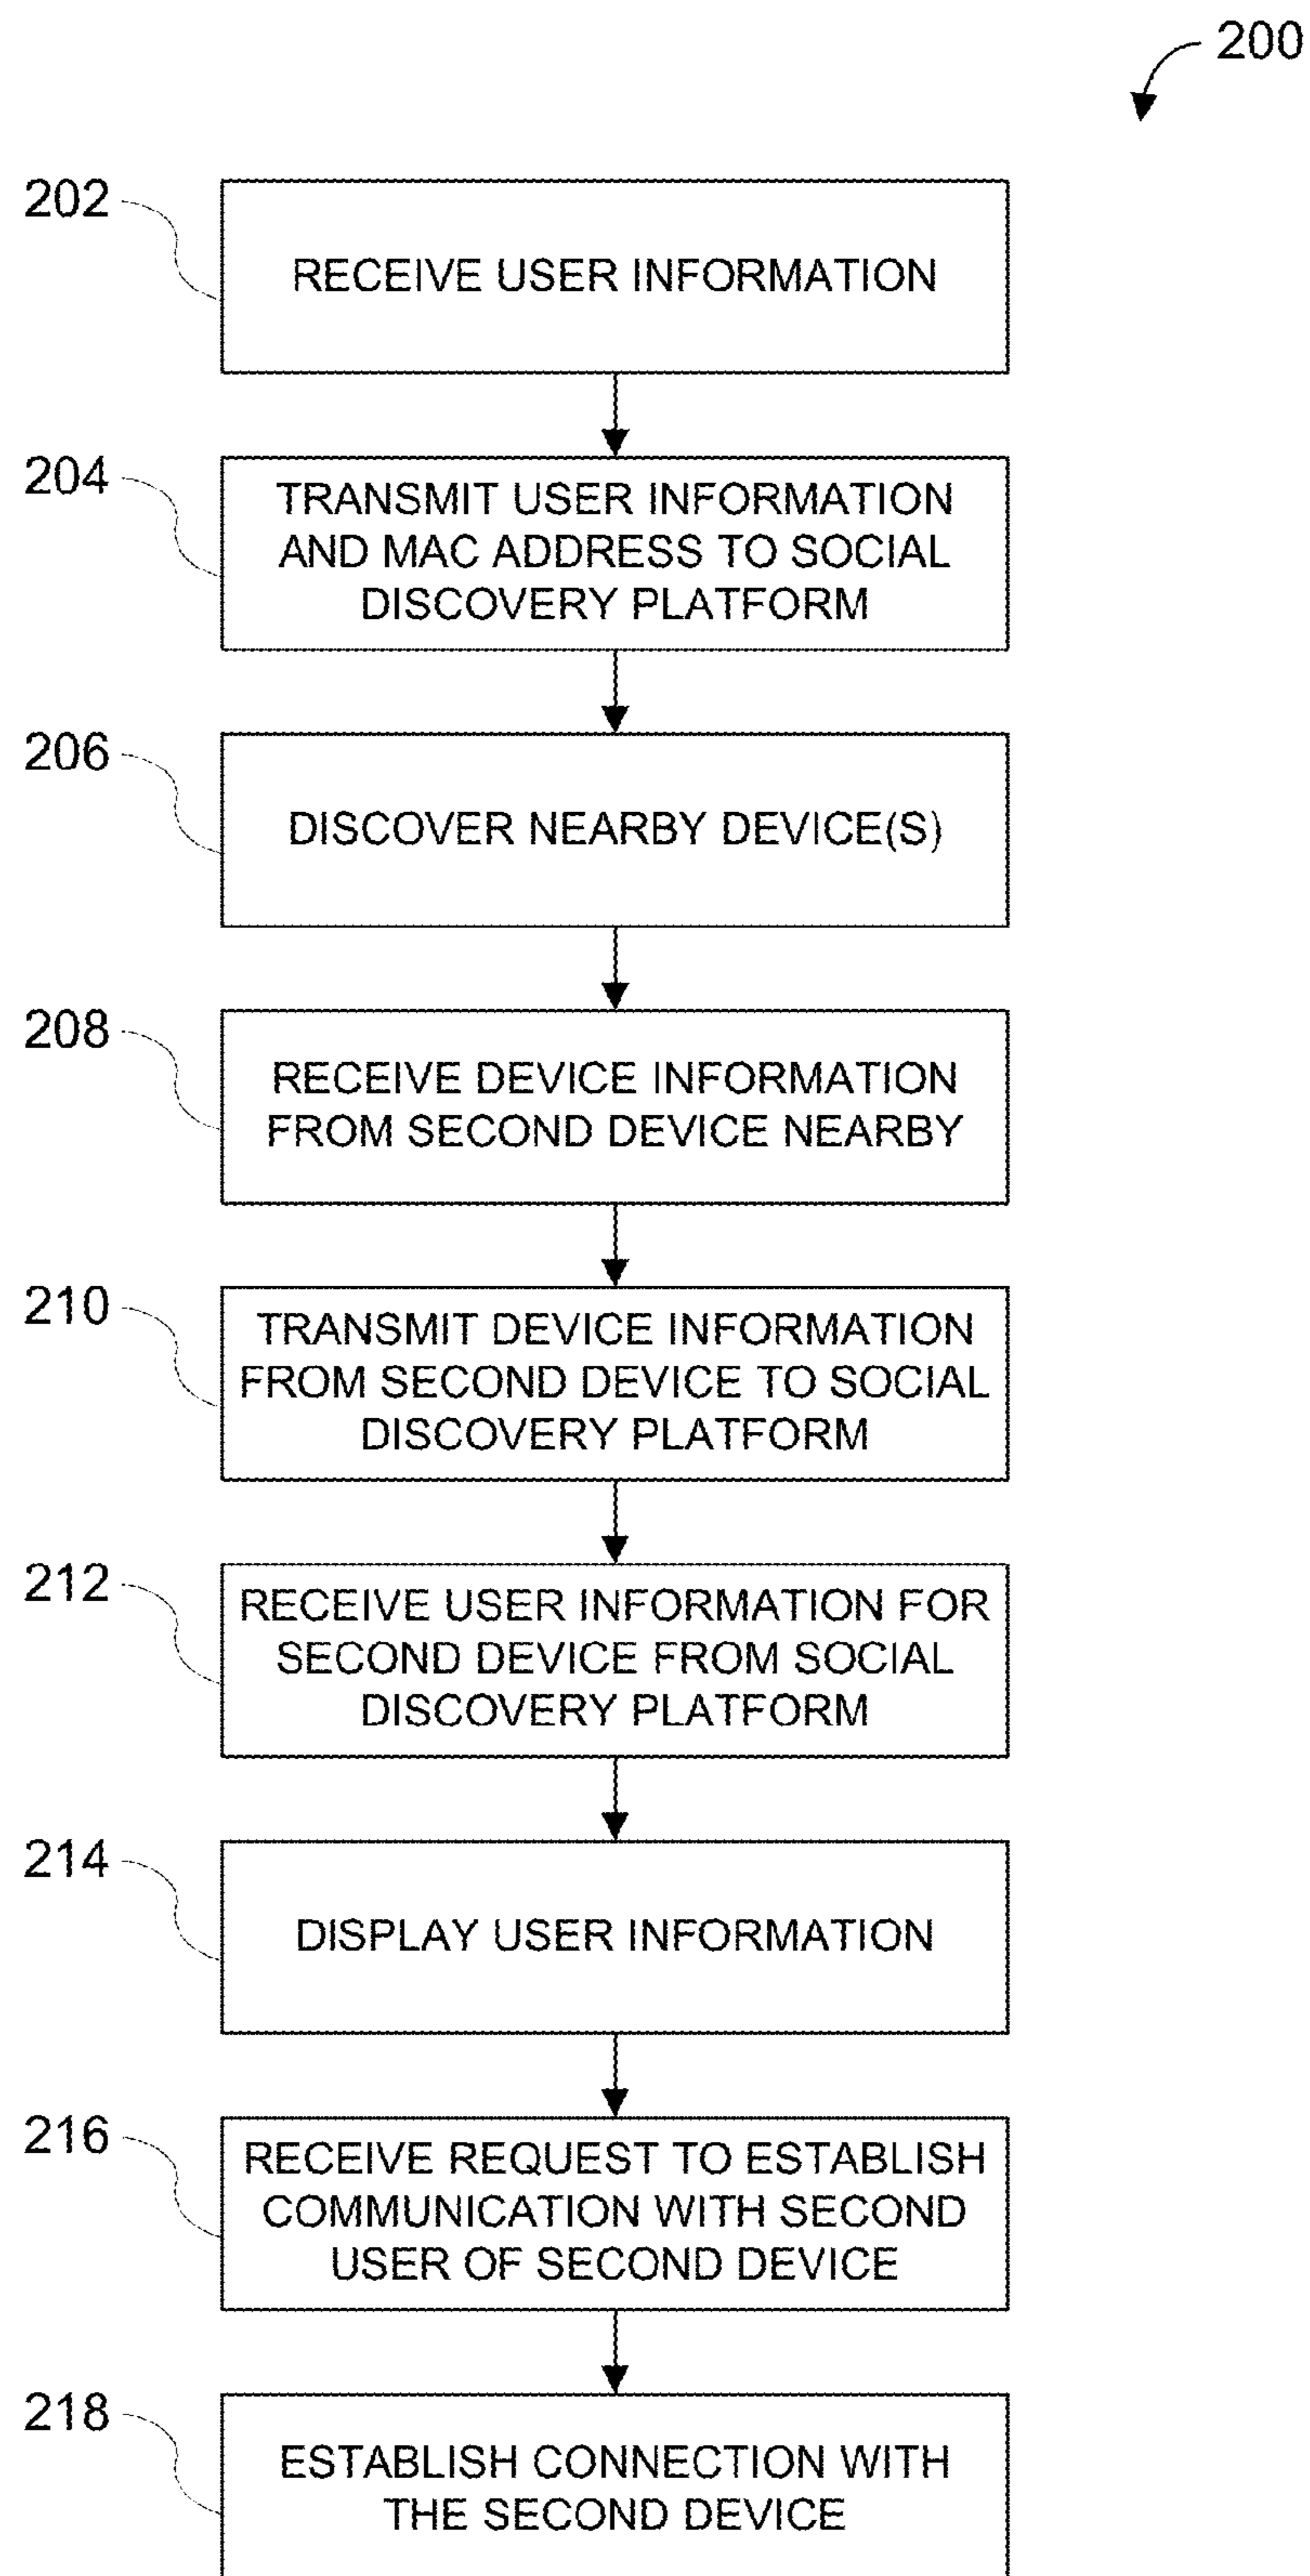 200
202
RECEIVE USER INFORMATION
204
TRANSMIT USER INFORMATION
AND MAC ADDRESS TO SOCIAL
DISCOVERY PLATFORM
206
DISCOVER NEARBY DEVICE(S)
208
RECEIVE DEVICE INFORMATION
FROM SECOND DEVICE NEARBY
210
TRANSMIT DEVICE INFORMATION
FROM SECOND DEVICE TO SOCIAL
DISCOVERY PLATFORM
212
RECEIVE USER INFORMATION FOR
SECOND DEVICE FROM SOCIAL
DISCOVERY PLATFORM
214
DISPLAY USER INFORMATION
216
RECEIVE REQUEST TO ESTABLISH
COMMUNICATION WITH SECOND
USER OF SECOND DEVICE
218
ESTABLISH CONNECTION WITH
THE SECOND DEVICE